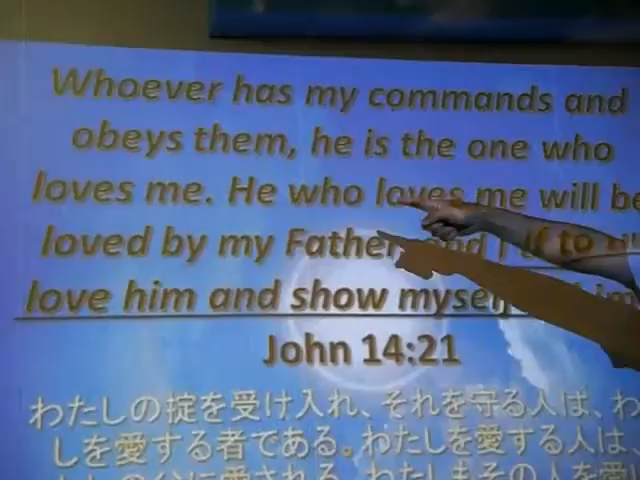 Whoever has my commands and
obeys them, he is the one who
loves me. He who loves me will be
loved by my Father and I
love him and show myself
John 14:21
わたしの掟を受け入れ、それを守る人は、わ
しを愛する者である。わたしを愛する人は、